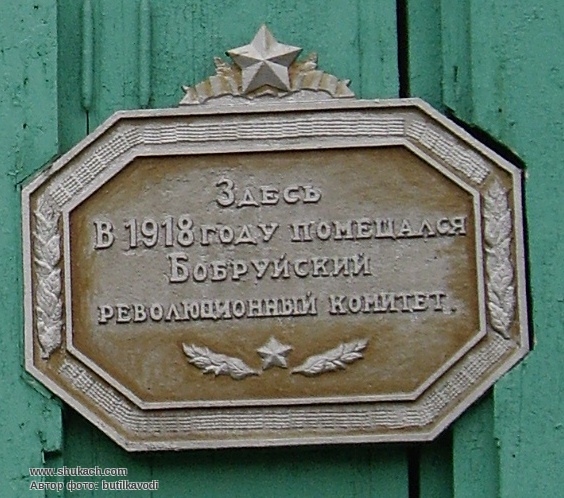 Здесь
в 1918 году помещался
Бобруйский
революционный комитет.
www.shukach.com
Автор фото: butilkavodi